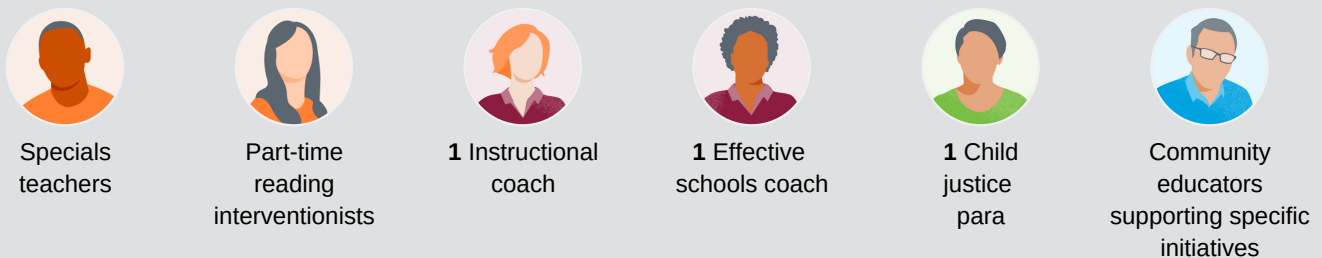 Specials
teachers
Part-time
reading
interventionists
1 Instructional
coach
1 Effective
schools coach
1 Child
justice
para
Community
educators
supporting specific
initiatives